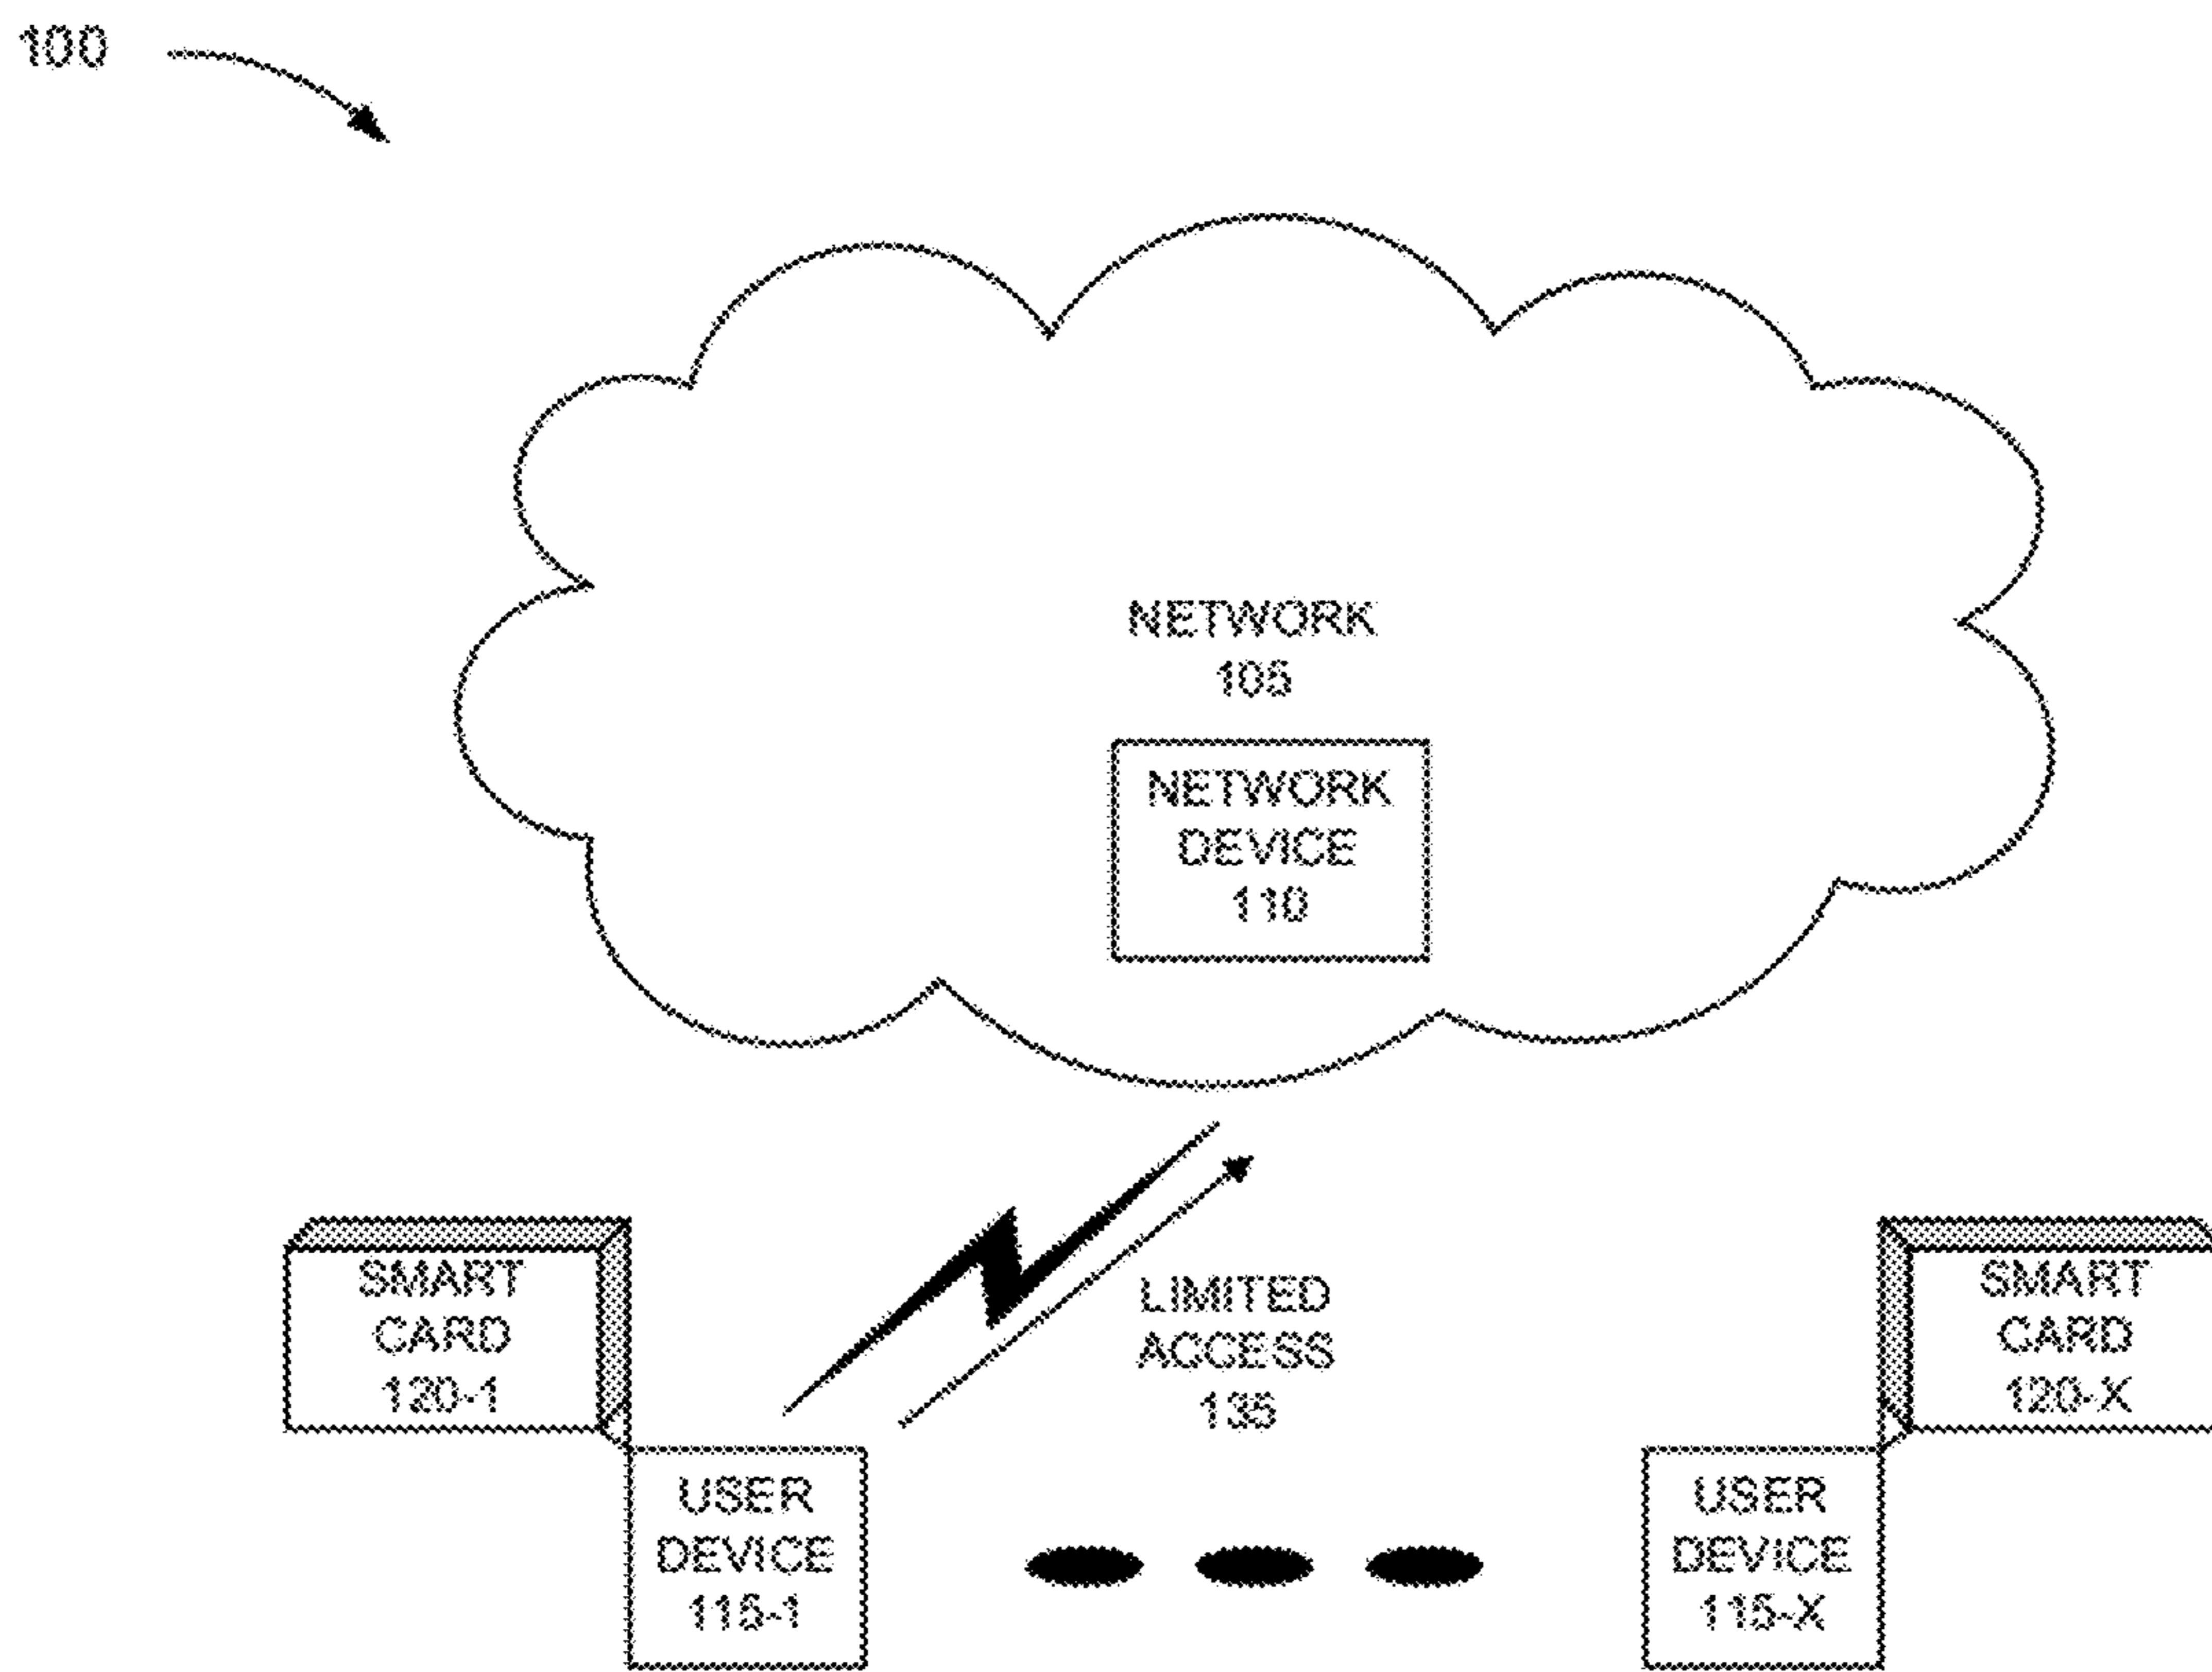 100
NETWORK
105
NETWORK
DEVICE
110
LIMITED
ACCESS
135
SMART
CARD
120-1
USER
DEVICE
115-1
SMART
CARD
120-X
USER
DEVICE
115-X